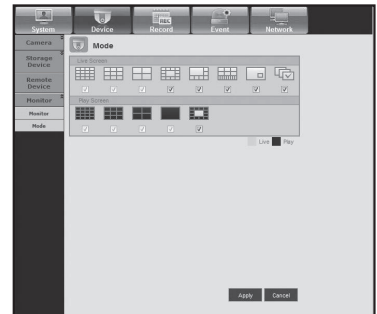 System Device Record Event Network
REC
Camera
Mode
Storage
Device
Live Screen
Remote
Device
Monitor
Play Screen
Monitor
Mode
Live Play
Apply Cancel